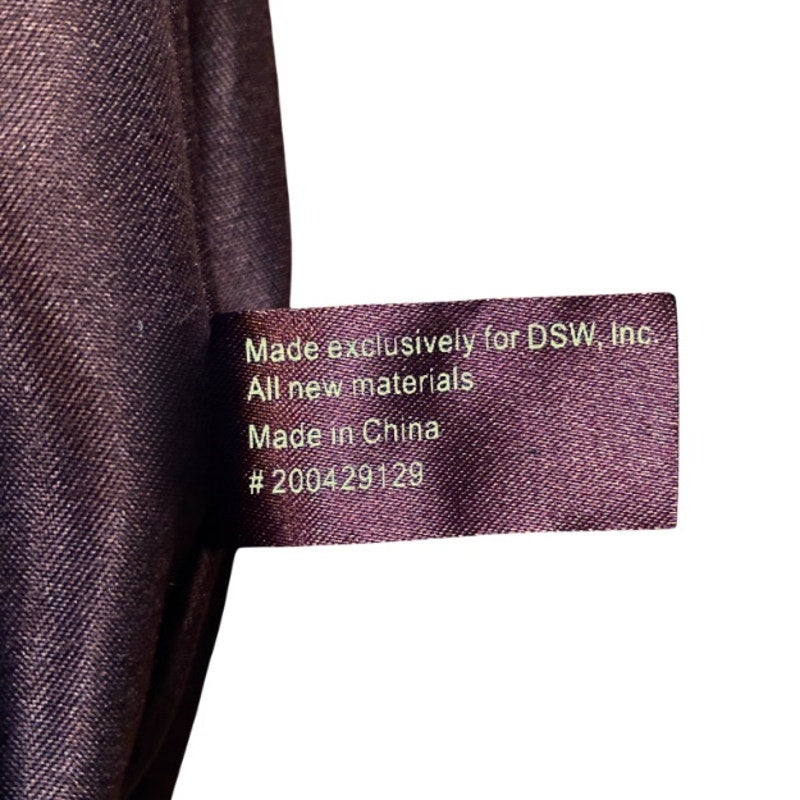 Made exclusively for DSW, Inc.
All new materials
Made in China
# 200429129